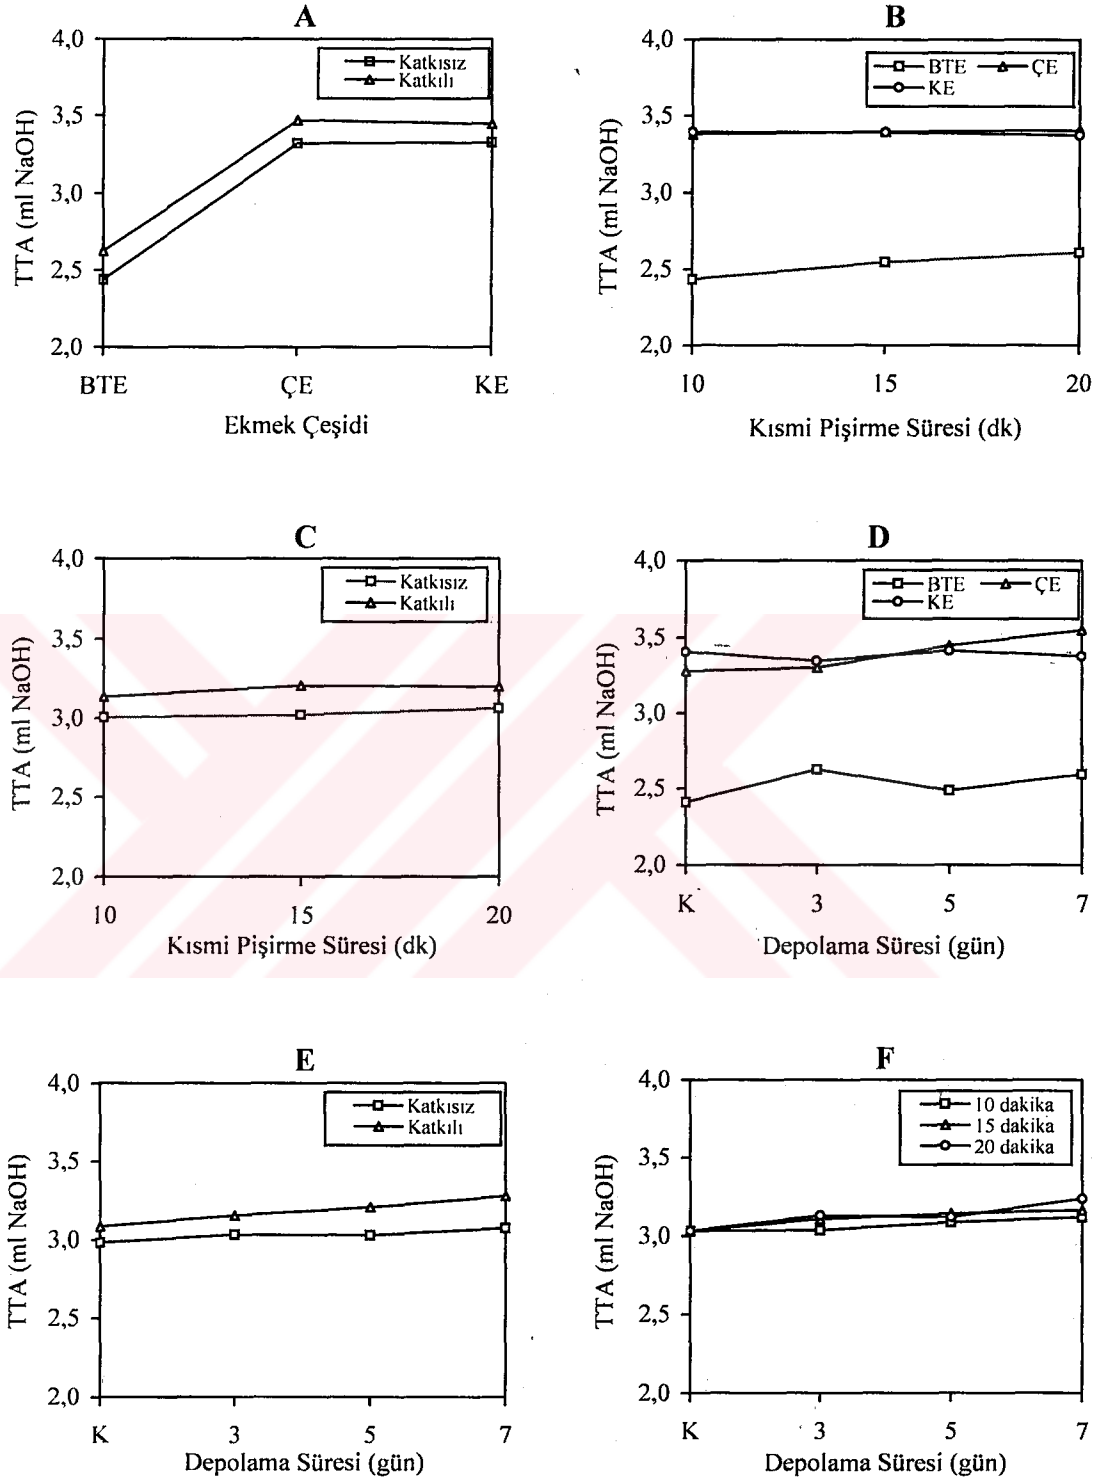 A
4,0
3,5
3,0
2,5
2,0
TTA (ml NaOH)
Katkısız
Katkılı
BTE ÇE KE
Ekmek Çeşidi
B
4,0
3,5
3,0
2,5
2,0
TTA (ml NaOH)
BTE ÇE
KE
10 15 20
Kısmi Pişirme Süresi (dk)
C
4,0
3,5
3,0
2,5
2,0
TTA (ml NaOH)
Katkısız
Katkılı
10 15 20
Kısmi Pişirme Süresi (dk)
D
4,0
3,5
3,0
2,5
2,0
TTA (ml NaOH)
BTE ÇE
KE
K 3 5 7
Depolama Süresi (gün)
E
4,0
3,5
3,0
2,5
2,0
TTA (ml NaOH)
Katkısız
Katkılı
K 3 5 7
Depolama Süresi (gün)
F
4,0
3,5
3,0
2,5
2,0
TTA (ml NaOH)
10 dakika
15 dakika
20 dakika
K 3 5 7
Depolama Süresi (gün)